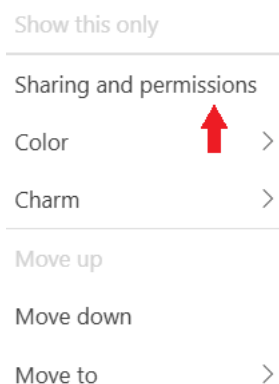 Show this only
Sharing and permissions
Color
Charm
Move up
Move down
Move to